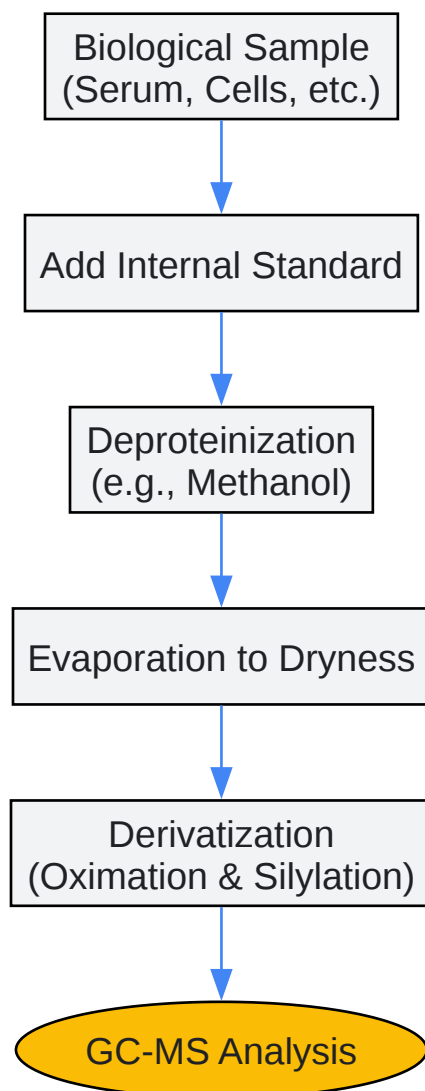 Biological Sample
(Serum, Cells, etc.)
Add Internal Standard
Deproteinization
(e.g., Methanol)
Evaporation to Dryness
Derivatization
(Oximation & Silylation)
GC-MS Analysis